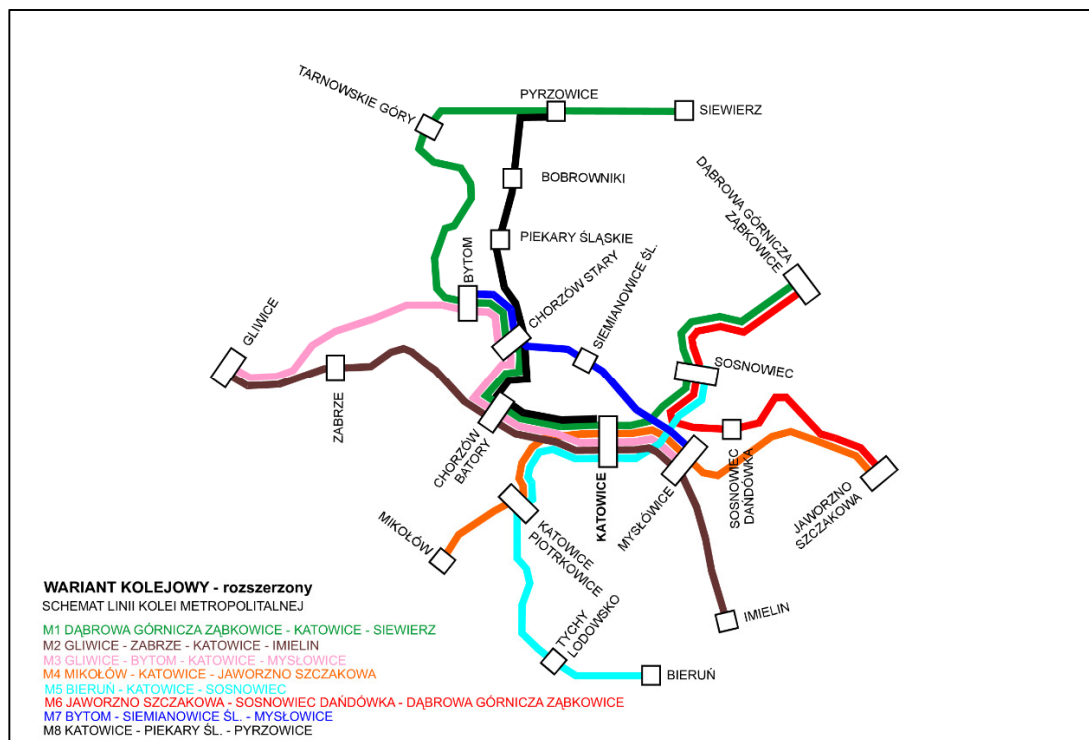 TARNOWSKIE GÓRY
PYRZOWICE
SIEWIERZ
BOBROWNIKI
DĄBROWA GÓRNICZA
ZĄBKOWICE
PIEKARY ŚLĄSKIE
BYTOM
CHORZÓW STARY
SIEMIANOWICE ŚL.
GLIWICE
SOSNOWIEC
ZABRZE
CHORZÓW
BATORY
KATOWICE
MYSŁÓWICE
SOSNOWIEC
DAŃDÓWKA
JAWORZNO
SZCZAKOWA
MIKOŁÓW
KATOWICE
PIOTRKOWICE
IMIELIN
TYCHY
LODOWSKO
BIERUŃ
WARIANT KOLEJOWY - rozszerzony
SCHEMAT LINII KOLEI METROPOLITALNEJ
M1 DĄBROWA GÓRNICZA ZĄBKOWICE - KATOWICE - SIEWIERZ
M2 GLIWICE - ZABRZE - KATOWICE - IMIELIN
M3 GLIWICE - BYTOM - KATOWICE - MYSŁOWICE
M4 MIKOŁÓW - KATOWICE - JAWORZNO SZCZAKOWA
M5 BIERUŃ - KATOWICE - SOSNOWIEC
M6 JAWORZNO SZCZAKOWA - SOSNOWIEC DAŃDÓWKA - DĄBROWA GÓRNICZA ZĄBKOWICE
M7 BYTOM - SIEMIANOWICE ŚL. - MYSŁOWICE
M8 KATOWICE - PIEKARY ŚL. - PYRZOWICE